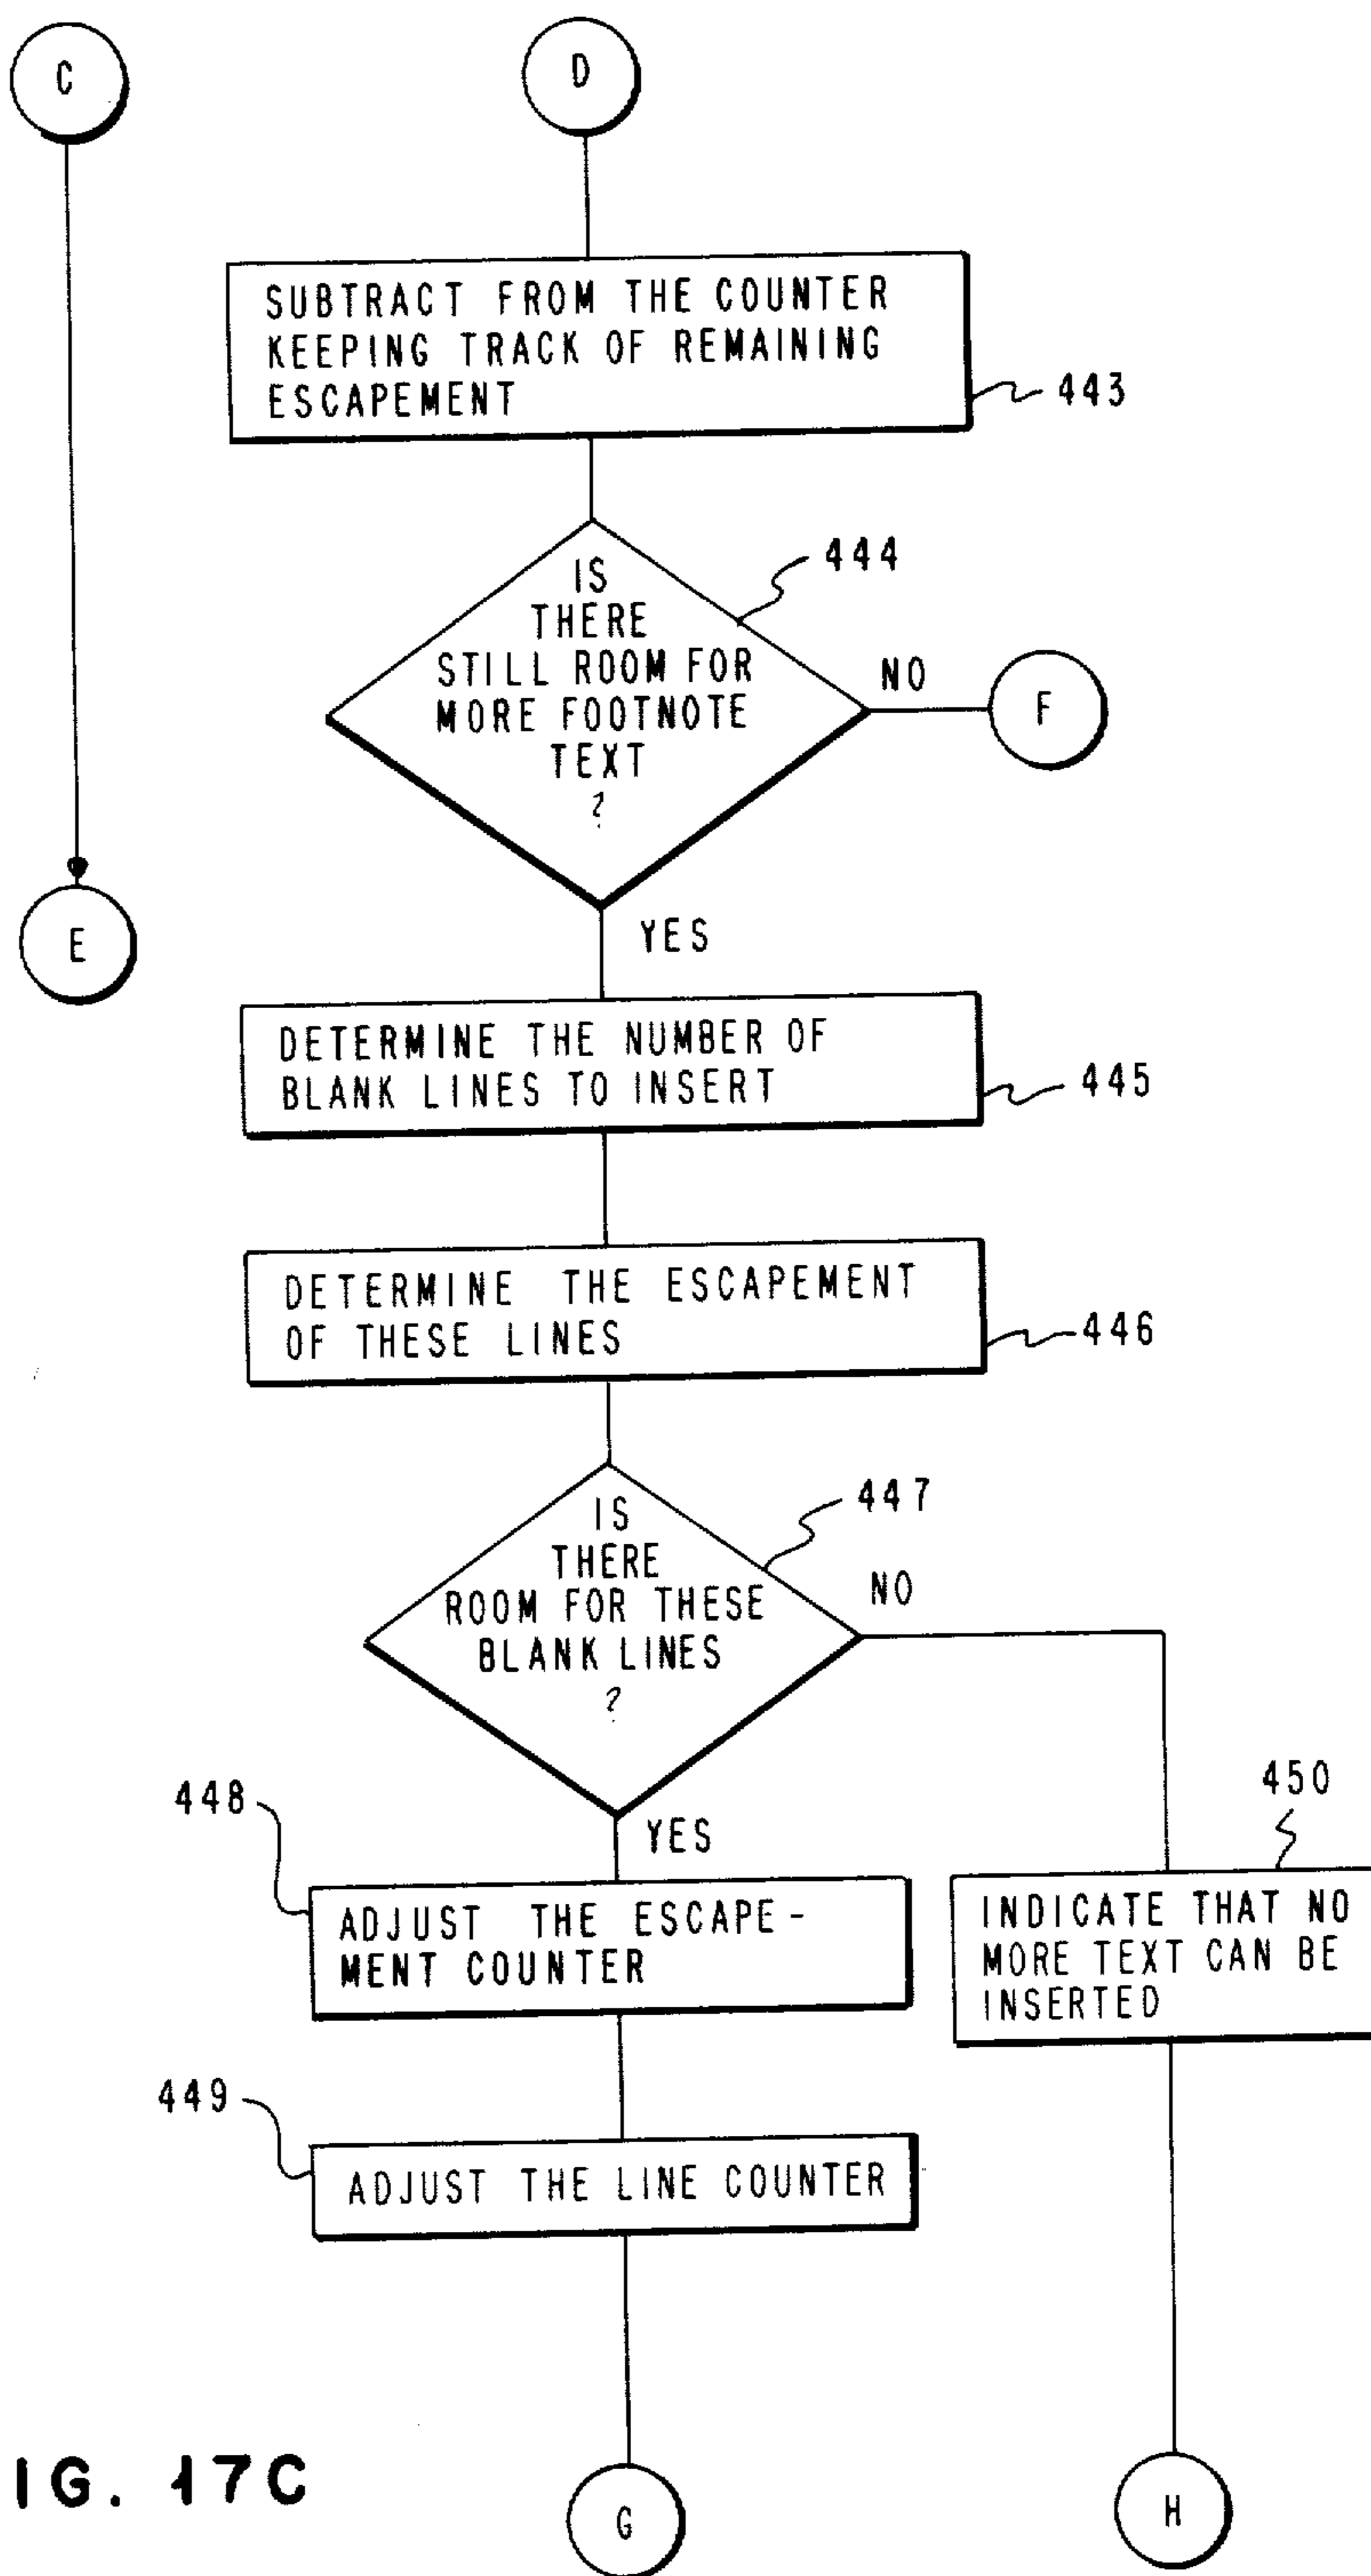 C
D
SUBTRACT FROM THE COUNTER
KEEPING TRACK OF REMAINING
ESCAPEMENT
443
444
IS
THERE
STILL ROOM FOR
MORE FOOTNOTE
TEXT
?
NO
F
E
YES
DETERMINE THE NUMBER OF
BLANK LINES TO INSERT
445
DETERMINE THE ESCAPEMENT
OF THESE LINES
446
447
IS
THERE
ROOM FOR THESE
BLANK LINES
?
NO
448
YES
450
ADJUST THE ESCAPE-
MENT COUNTER
INDICATE THAT NO
MORE TEXT CAN BE
INSERTED
449
ADJUST THE LINE COUNTER
IG. 17C
G
H